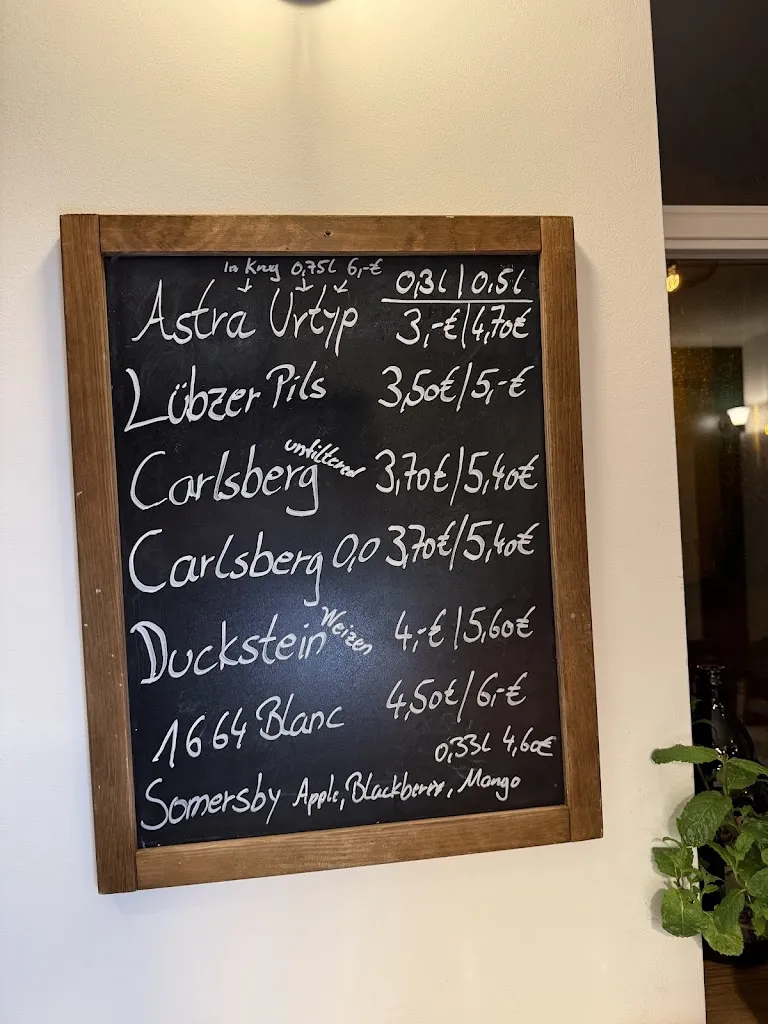 In Krug 0,75l 6,-€
0,3l | 0,5l
Astra Urtyp 3,-€ | 4,70€
Lübzer Pils 3,50€ / 5,-€
Carlsberg unfiltered 3,70€ / 5,40€
Carlsberg 0,0 3,70€ / 5,40€
Duckstein Weizen 4,-€ | 5,60€
1664 Blanc 4,50€ / 6,-€
0,33l 4,60€
Somersby Apple, Blackberry, Mango